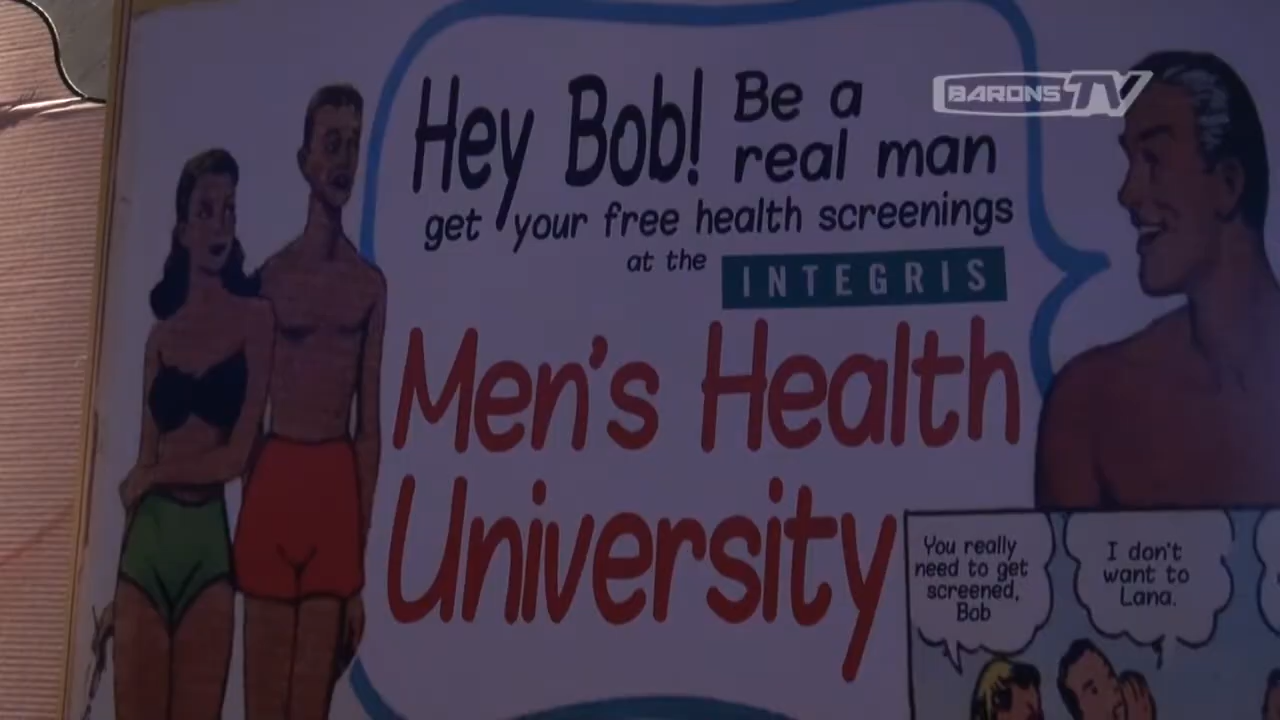 BARONS TV
Hey Bob! Be a
real man
get your free health screenings
at the INTEGRIS
Men's Health
University
You really
need to get
screened,
Bob
I don't
want to
Lana.